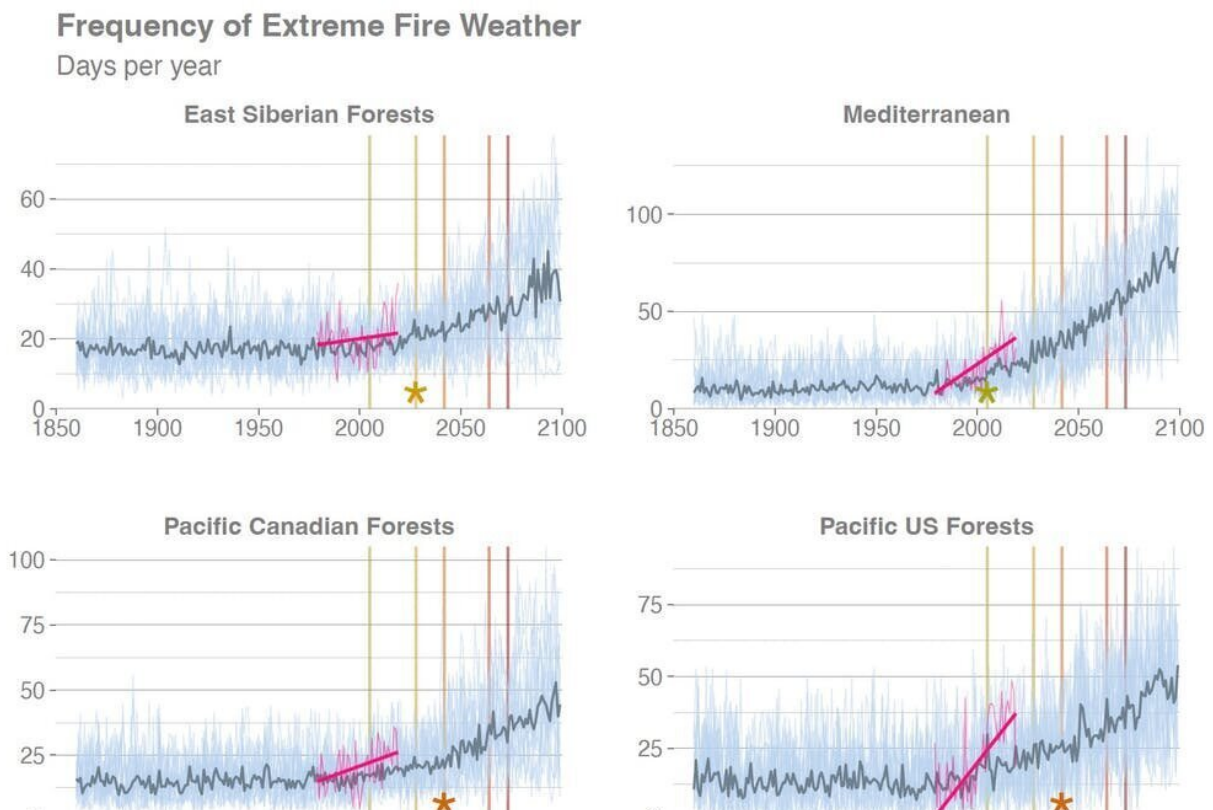 Frequency of Extreme Fire Weather
Days per year
East Siberian Forests
60
40
20
0
1850 1900 1950 2000 2050 2100
Mediterranean
100
50
0
1850 1900 1950 2000 2050 2100
Pacific Canadian Forests
100
75
50
25
Pacific US Forests
75
50
25